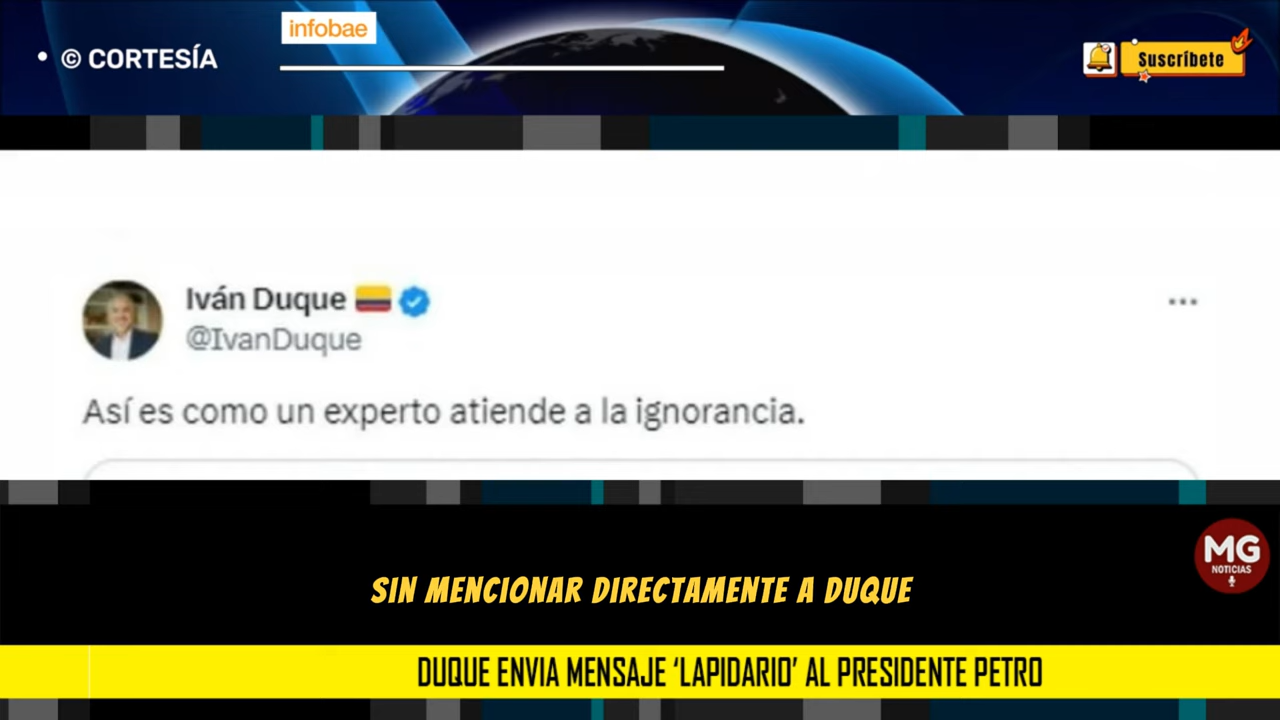 infobae
• © CORTESÍA
Suscríbete
Iván Duque
@IvanDuque
Así es como un experto atiende a la ignorancia.
SIN MENCIONAR DIRECTAMENTE A DUQUE
MG
NOTICIAS
DUQUE ENVIA MENSAJE ‘LAPIDARIO’ AL PRESIDENTE PETRO